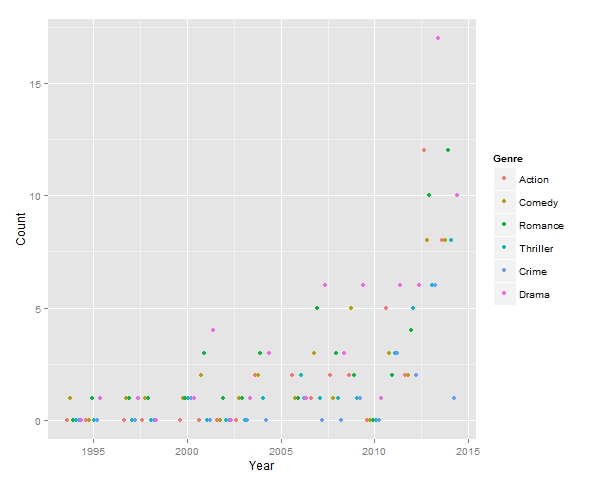 15
10
5
0
Count
1995
2000
2005
2010
2015
Year
Genre
Action
Comedy
Romance
Thriller
Crime
Drama